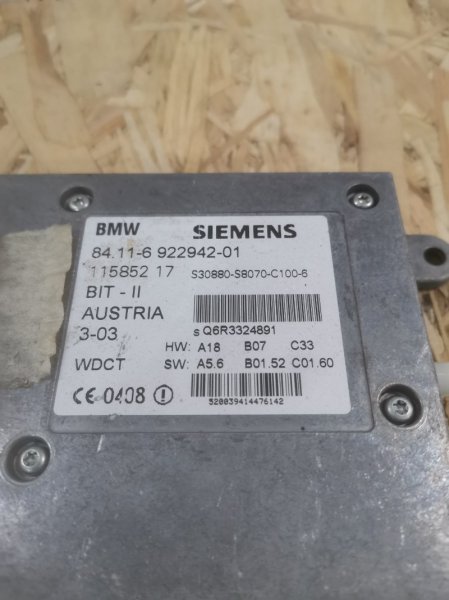 BMW SIEMENS
84.11-6 922942-01
115852 17 S30880-S8070-C100-6
BIT - II
AUSTRIA S Q6R3324891
3-03 HW: A18 B07 C33
WDCT SW: A5.6 B01.52 C01.60
CE 0408
520039414476142